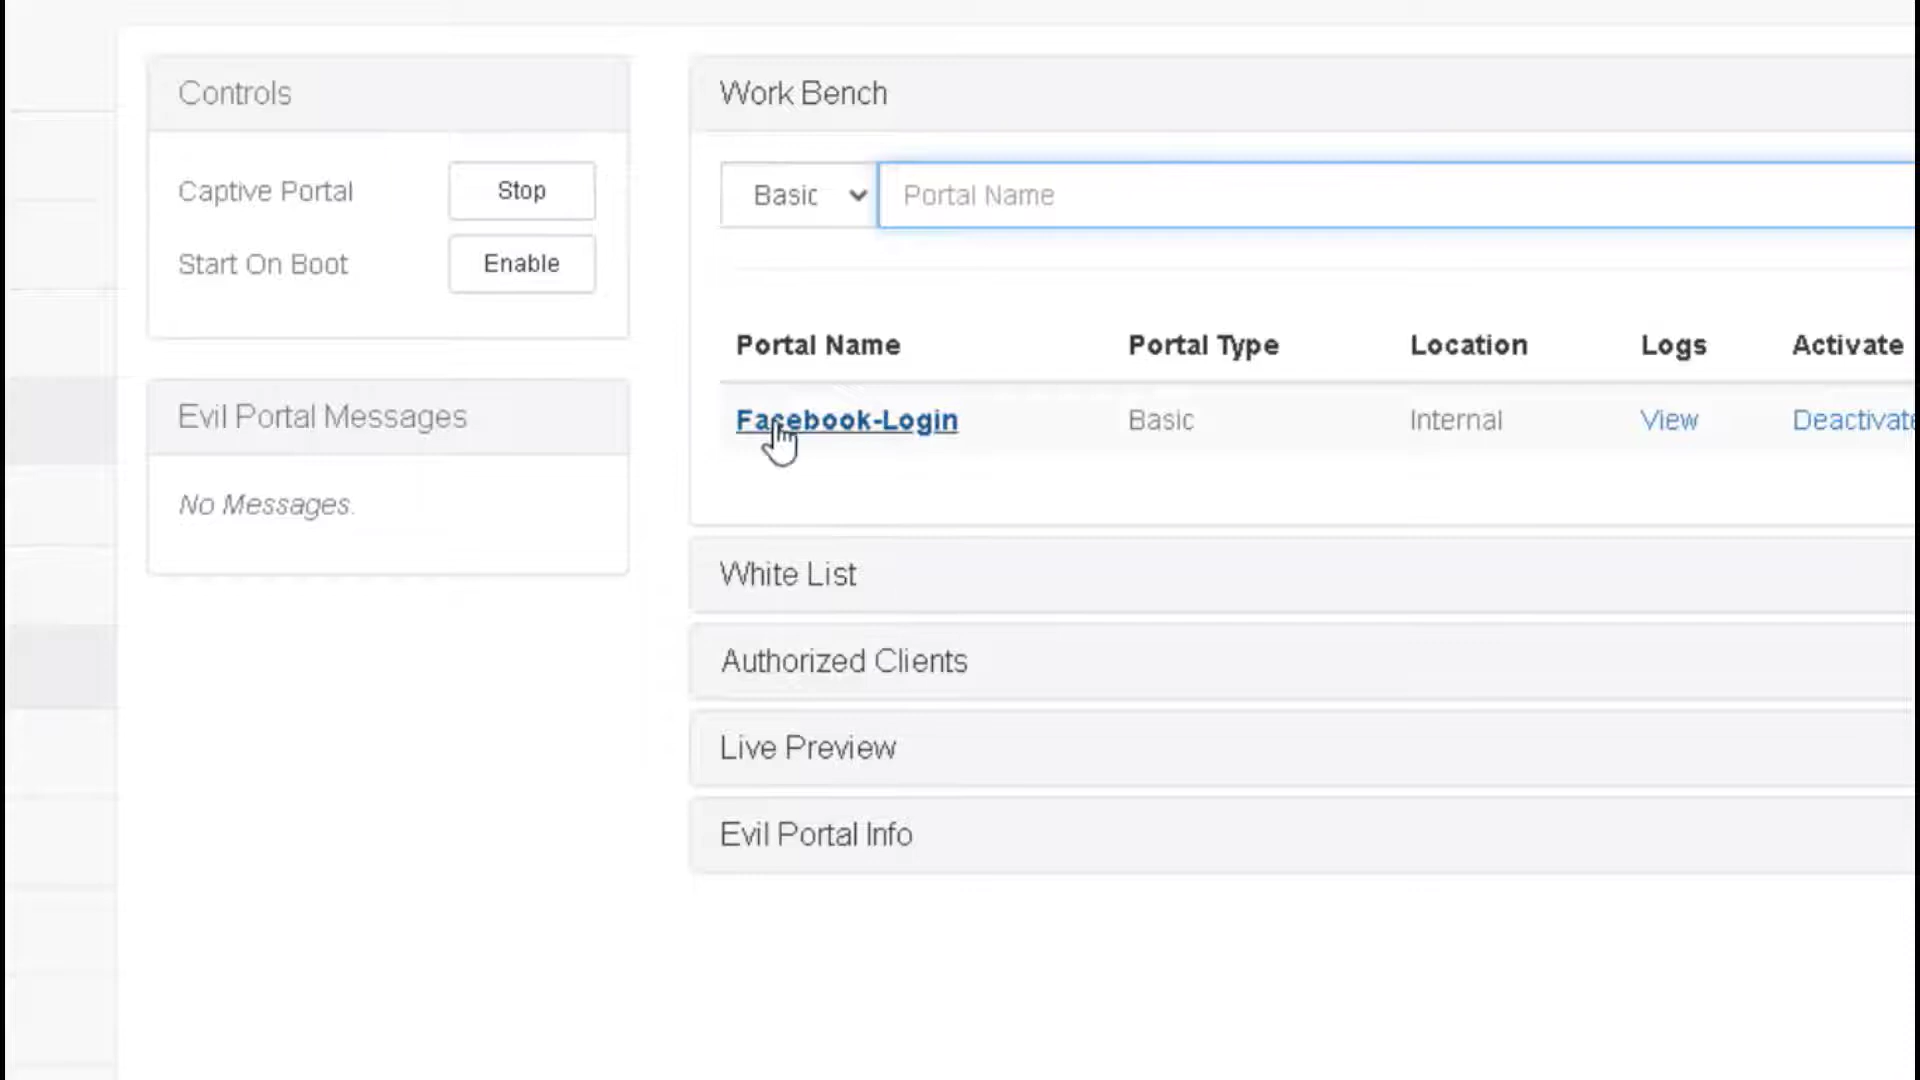 Controls
Captive Portal Stop
Start On Boot Enable
Evil Portal Messages
No Messages.
Work Bench
Basic Portal Name
Portal Name Portal Type Location Logs Activate
Facebook-Login Basic Internal View Deactivate
White List
Authorized Clients
Live Preview
Evil Portal Info